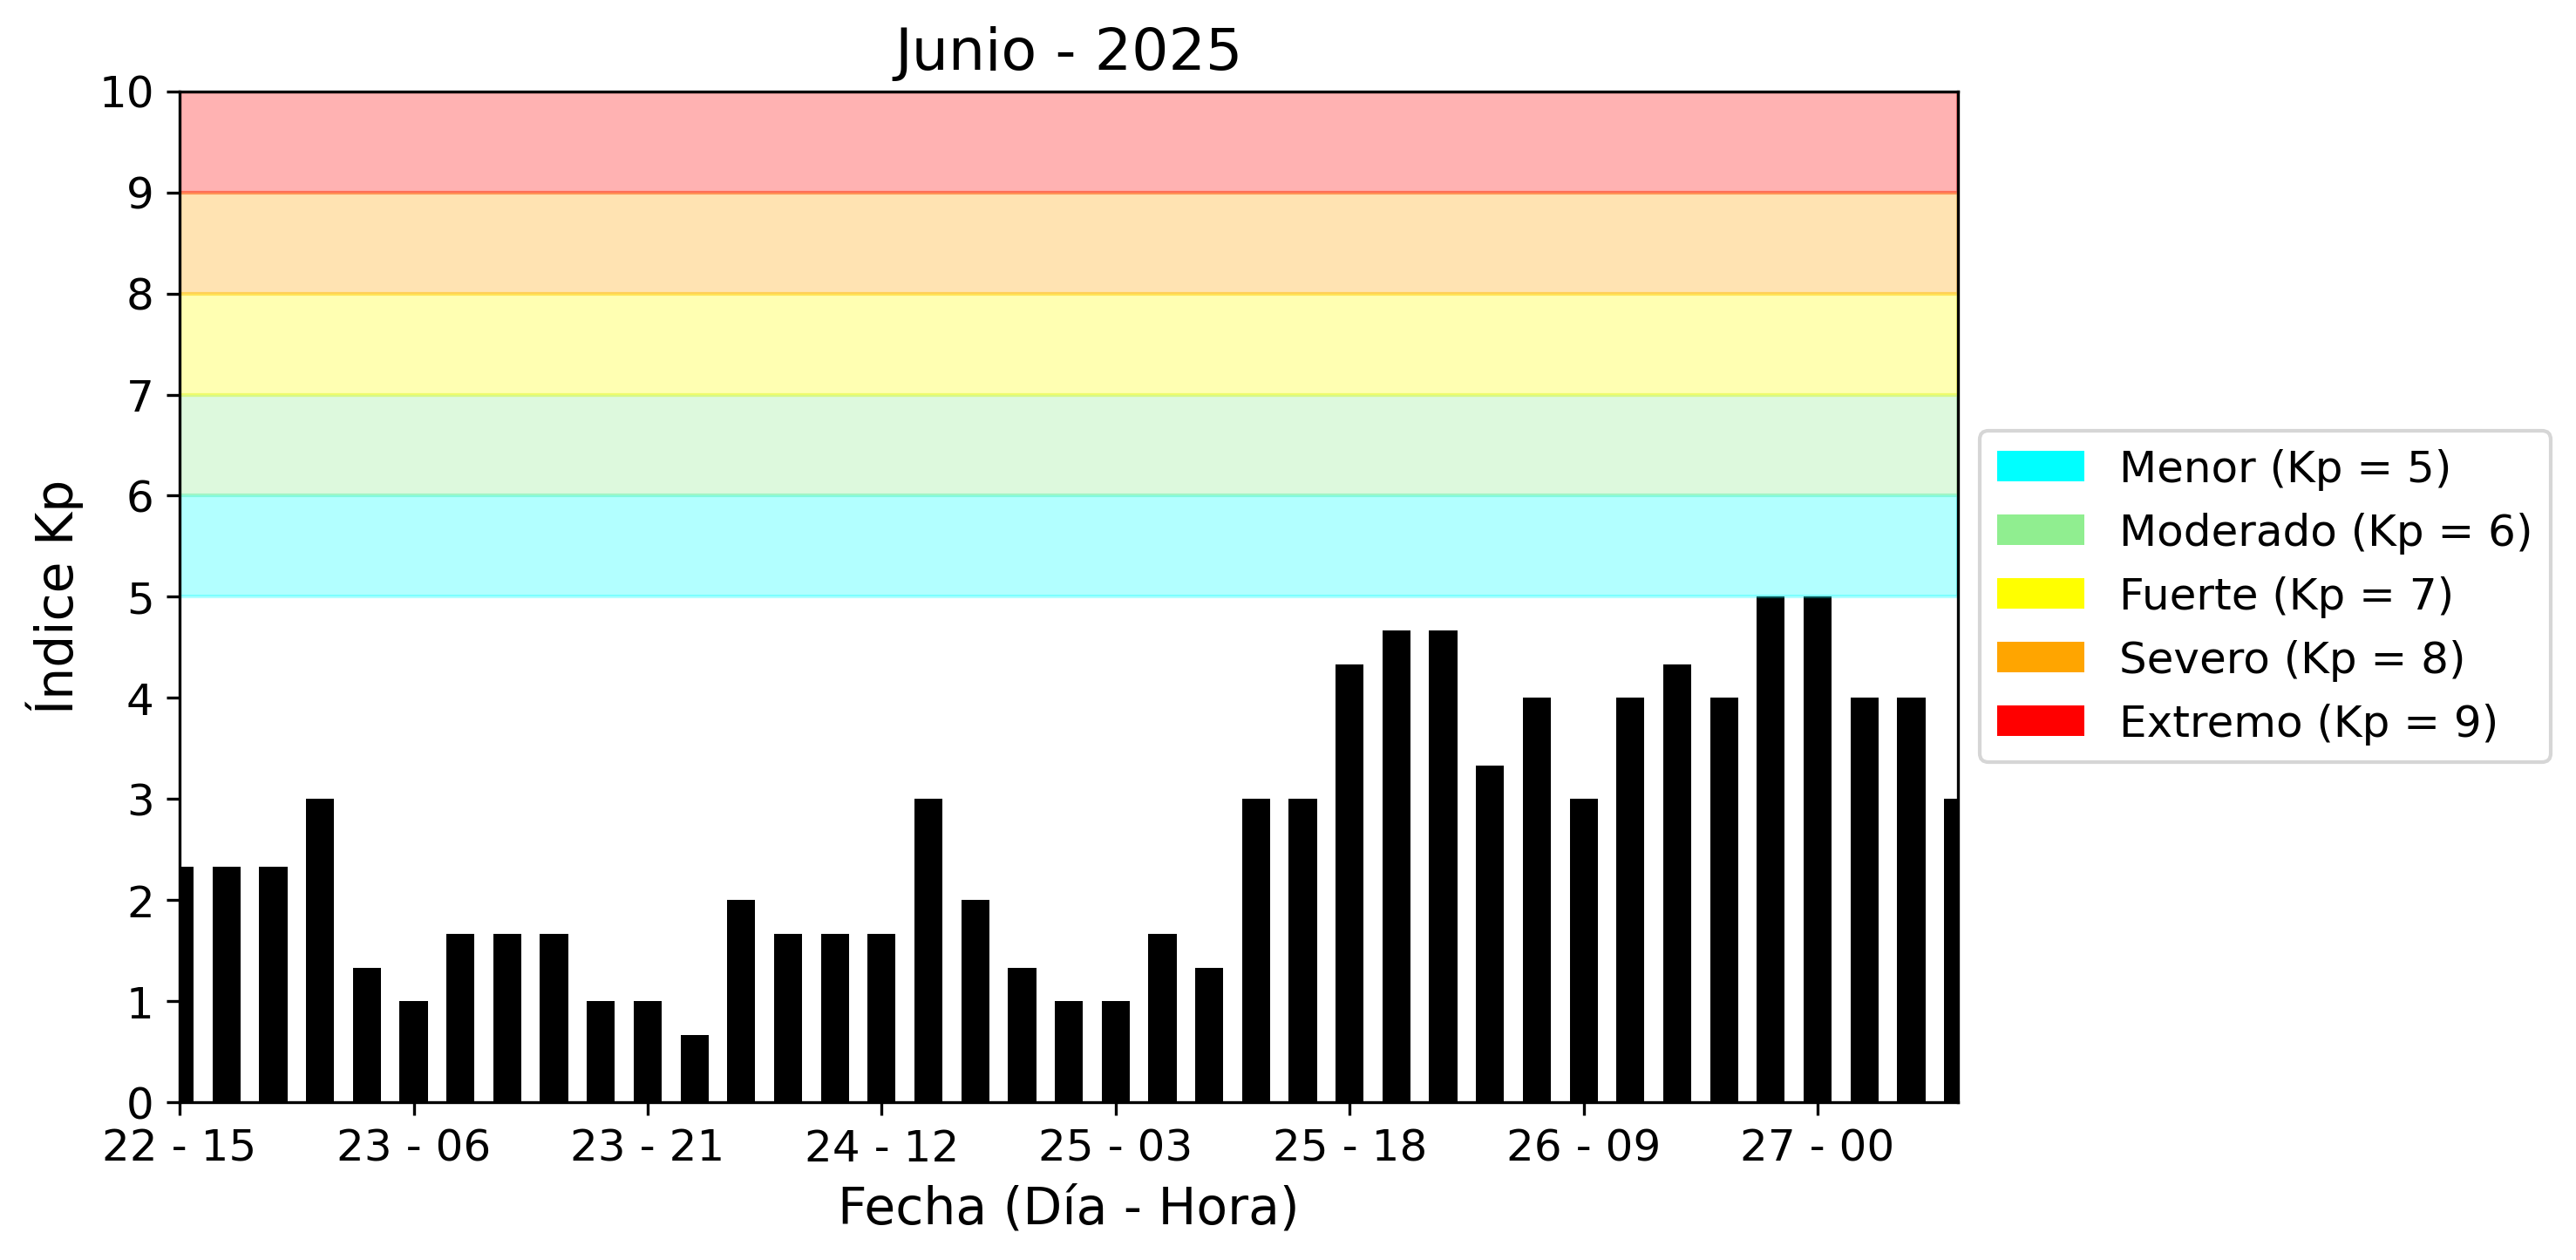 Junio - 2025
10
9
8
7
6
5
4
3
2
1
0
Índice Kp
22 - 15
23 - 06
23 - 21
24 - 12
25 - 03
25 - 18
26 - 09
27 - 00
Fecha (Día - Hora)
Menor (Kp = 5)
Moderado (Kp = 6)
Fuerte (Kp = 7)
Severo (Kp = 8)
Extremo (Kp = 9)